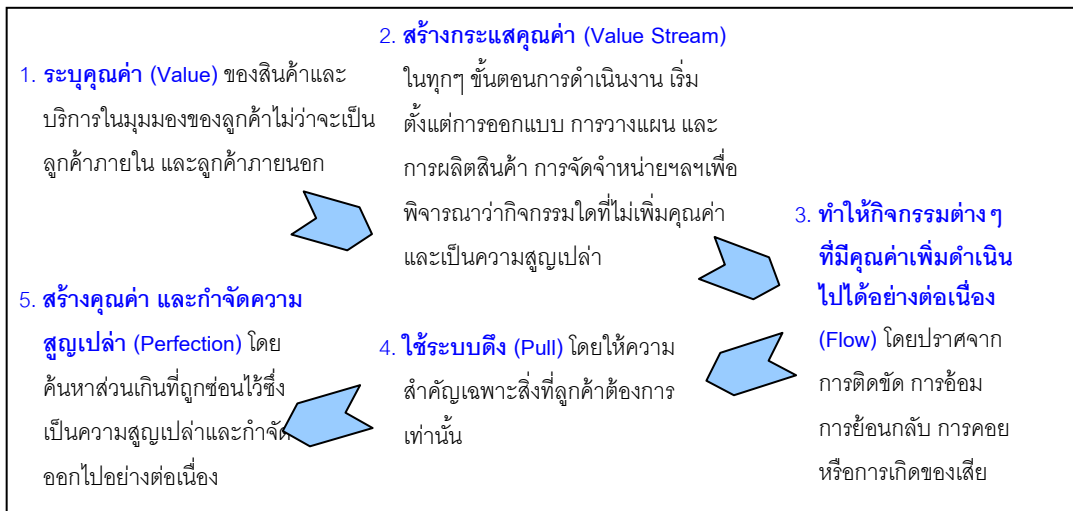 1. ระบุคุณค่า (Value) ของสินค้าและ
บริการในมุมมองของลูกค้าไม่ว่าจะเป็น
ลูกค้าภายใน และลูกค้าภายนอก
2. สร้างกระแสคุณค่า (Value Stream)
ในทุกๆ ขั้นตอนการดำเนินงาน เริ่ม
ตั้งแต่การออกแบบ การวางแผน และ
การผลิตสินค้า การจัดจำหน่ายฯลฯเพื่อ
พิจารณาว่ากิจกรรมใดที่ไม่เพิ่มคุณค่า
และเป็นความสูญเปล่า
3. ทำให้กิจกรรมต่างๆ
ที่มีคุณค่าเพิ่มดำเนิน
ไปได้อย่างต่อเนื่อง
(Flow) โดยปราศจาก
การติดขัด การอ้อม
การย้อนกลับ การคอย
หรือการเกิดของเสีย
4. ใช้ระบบดึง (Pull) โดยให้ความ
สำคัญเฉพาะสิ่งที่ลูกค้าต้องการ
เท่านั้น
5. สร้างคุณค่า และกำจัดความ
สูญเปล่า (Perfection) โดย
ค้นหาส่วนเกินที่ถูกซ่อนไว้ซึ่ง
เป็นความสูญเปล่าและกำจัด
ออกไปอย่างต่อเนื่อง